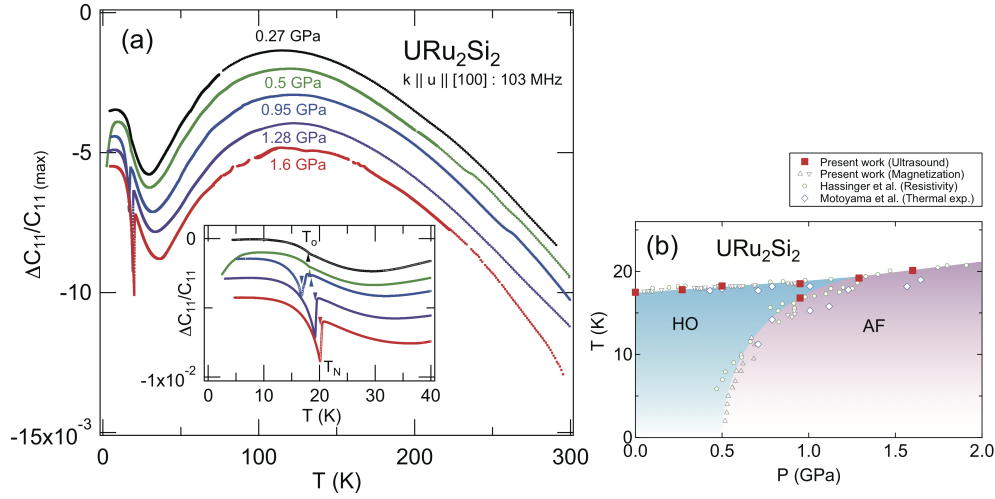 (a)
0.27 GPa
URu₂Si₂
k || u || [100] : 103 MHz
0.5 GPa
0.95 GPa
1.28 GPa
1.6 GPa
ΔC₁₁/C₁₁ (max)
0
-5
-10
-15x10⁻³
0
100
200
300
T (K)
0
ΔC₁₁/C₁₁
-1x10⁻²
T₀
T_N
0
10
20
30
40
T (K)
Present work (Ultrasound)
Present work (Magnetization)
Hassinger et al. (Resistivity)
Motoyama et al. (Thermal exp.)
(b)
URu₂Si₂
HO
AF
T (K)
20
10
0
0.0
0.5
1.0
1.5
2.0
P (GPa)